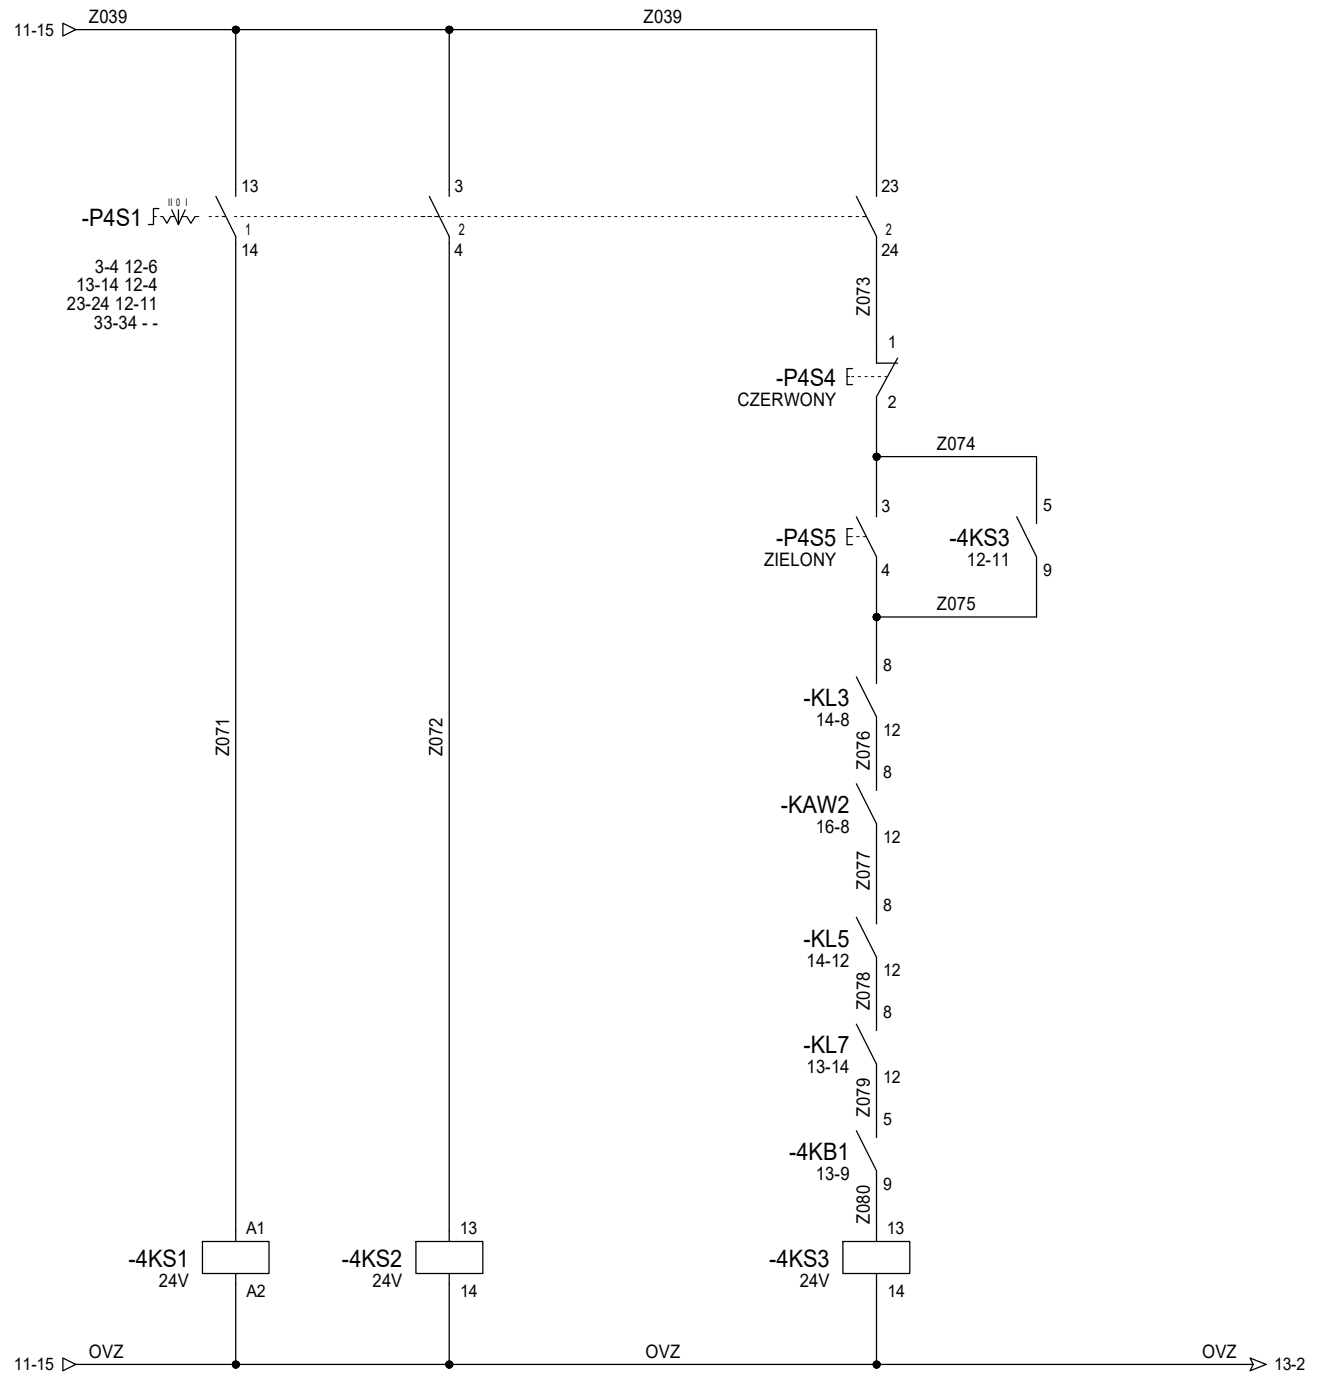 Z039
Z039
11-15
13
3
23
II 0 I
-P4S1
1
2
2
14
4
24
3-4 12-6
13-14 12-4
23-24 12-11
33-34 - -
Z073
1
-P4S4
CZERWONY
2
Z074
3
5
-P4S5
ZIELONY
-4KS3
12-11
4
9
Z075
8
-KL3
14-8
12
Z071
Z072
Z076
8
-KAW2
16-8
12
Z077
8
-KL5
14-12
12
Z078
8
-KL7
13-14
12
Z079
5
-4KB1
13-9
9
Z080
A1
13
13
-4KS1
24V
-4KS2
24V
-4KS3
24V
A2
14
14
OVZ
OVZ
OVZ
11-15
13-2